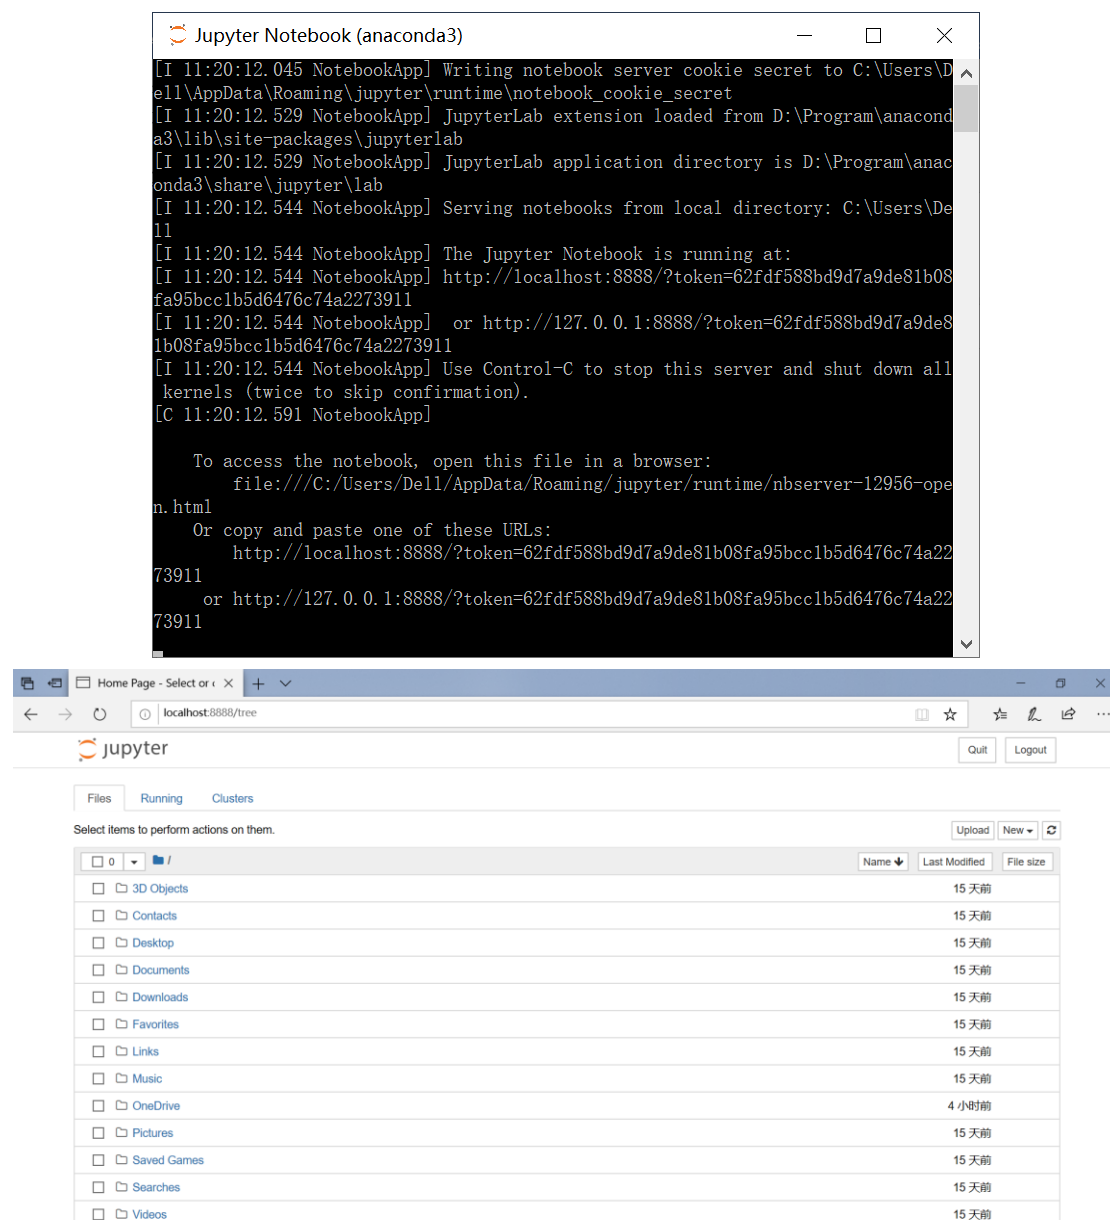 Jupyter Notebook (anaconda3)
[I 11:20:12.045 NotebookApp] Writing notebook server cookie secret to C:\Users\D
ell\AppData\Roaming\jupyter\runtime\notebook_cookie_secret
[I 11:20:12.529 NotebookApp] JupyterLab extension loaded from D:\Program\anacond
a3\lib\site-packages\jupyterlab
[I 11:20:12.529 NotebookApp] JupyterLab application directory is D:\Program\anac
onda3\share\jupyter\lab
[I 11:20:12.544 NotebookApp] Serving notebooks from local directory: C:\Users\De
ll
[I 11:20:12.544 NotebookApp] The Jupyter Notebook is running at:
[I 11:20:12.544 NotebookApp] http://localhost:8888/?token=62fdf588bd9d7a9de81b08
fa95bcc1b5d6476c74a2273911
[I 11:20:12.544 NotebookApp]  or http://127.0.0.1:8888/?token=62fdf588bd9d7a9de8
1b08fa95bcc1b5d6476c74a2273911
[I 11:20:12.544 NotebookApp] Use Control-C to stop this server and shut down all
kernels (twice to skip confirmation).
[C 11:20:12.591 NotebookApp]
To access the notebook, open this file in a browser:
file:///C:/Users/Dell/AppData/Roaming/jupyter/runtime/nbserver-12956-ope
n.html
Or copy and paste one of these URLs:
http://localhost:8888/?token=62fdf588bd9d7a9de81b08fa95bcc1b5d6476c74a22
73911
or http://127.0.0.1:8888/?token=62fdf588bd9d7a9de81b08fa95bcc1b5d6476c74a22
73911
Home Page - Select or c
localhost:8888/tree
jupyter Quit Logout
Files Running Clusters
Select items to perform actions on them. Upload New
0 / Name Last Modified File size
3D Objects 15 天前
Contacts 15 天前
Desktop 15 天前
Documents 15 天前
Downloads 15 天前
Favorites 15 天前
Links 15 天前
Music 15 天前
OneDrive 4 小时前
Pictures 15 天前
Saved Games 15 天前
Searches 15 天前
Videos 15 天前